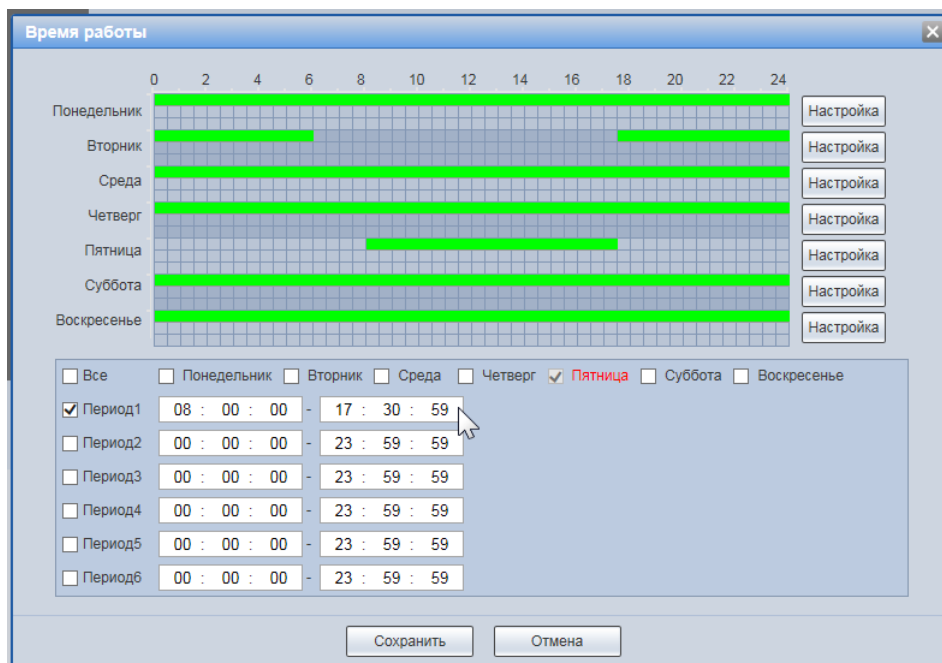 Время работы
0 2 4 6 8 10 12 14 16 18 20 22 24
Понедельник Настройка
Вторник Настройка
Среда Настройка
Четверг Настройка
Пятница Настройка
Суббота Настройка
Воскресенье Настройка
Все Понедельник Вторник Среда Четверг Пятница Суббота Воскресенье
Период1 08 : 00 : 00 - 17 : 30 : 59
Период2 00 : 00 : 00 - 23 : 59 : 59
Период3 00 : 00 : 00 - 23 : 59 : 59
Период4 00 : 00 : 00 - 23 : 59 : 59
Период5 00 : 00 : 00 - 23 : 59 : 59
Период6 00 : 00 : 00 - 23 : 59 : 59
Сохранить Отмена